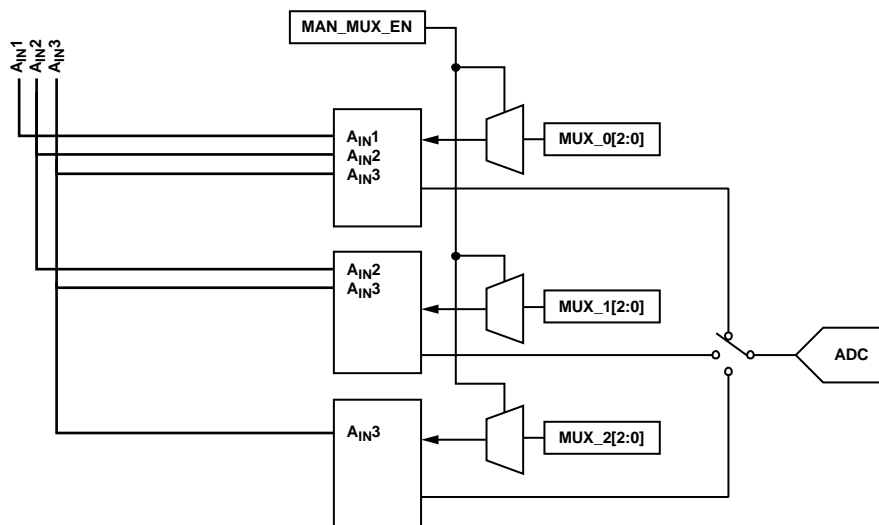 MAN_MUX_EN
AIN1
AIN2
AIN3
AIN1
AIN2
AIN3
MUX_0[2:0]
AIN2
AIN3
MUX_1[2:0]
ADC
AIN3
MUX_2[2:0]